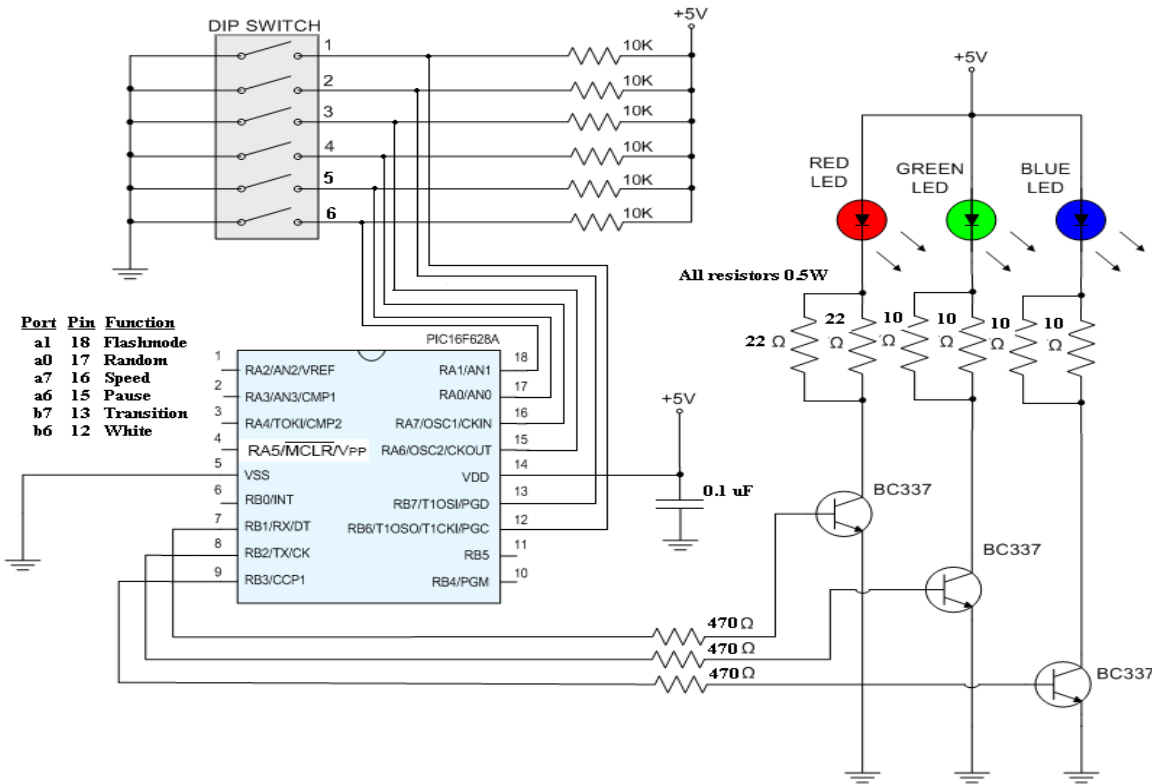 DIP SWITCH
1
2
3
4
5
6
10K
10K
10K
10K
10K
10K
+5V
+5V
RED
LED
GREEN
LED
BLUE
LED
All resistors 0.5W
22 Ω
22
Ω
10
Ω
10
Ω
10
Ω
10
Ω
Port Pin Function
a1 18 Flashmode
a0 17 Random
a7 16 Speed
a6 15 Pause
b7 13 Transition
b6 12 White
PIC16F628A
1 RA2/AN2/VREF
2 RA3/AN3/CMP1
3 RA4/TOKI/CMP2
4 RA5/MCLR/VPP
5 VSS
6 RB0/INT
7 RB1/RX/DT
8 RB2/TX/CK
9 RB3/CCP1
RA1/AN1 18
RA0/AN0 17
RA7/OSC1/CKIN 16
RA6/OSC2/CKOUT 15
VDD 14
RB7/T1OSI/PGD 13
RB6/T1OSO/T1CKI/PGC 12
RB5 11
RB4/PGM 10
+5V
0.1 uF
BC337
BC337
BC337
470 Ω
470 Ω
470 Ω